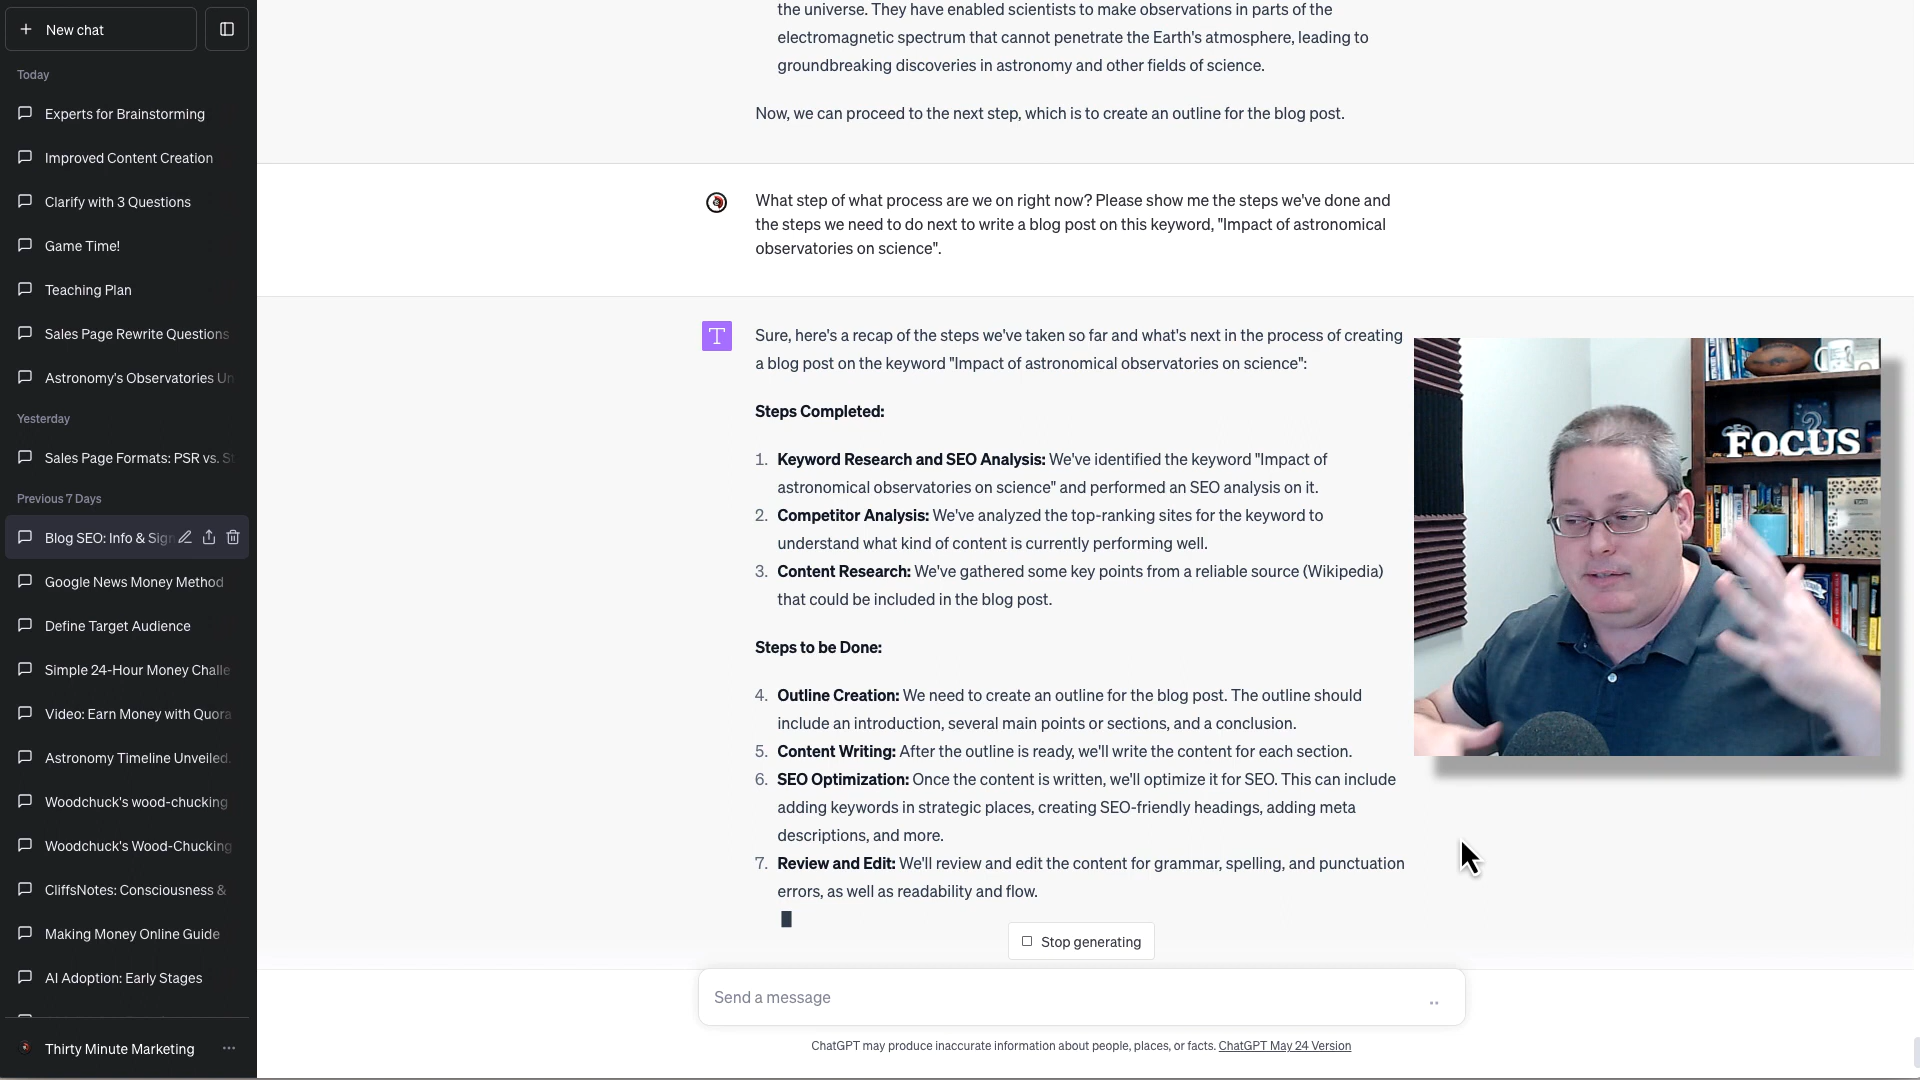 New chat
Today
Experts for Brainstorming
Improved Content Creation
Clarify with 3 Questions
Game Time!
Teaching Plan
Sales Page Rewrite Questions
Astronomy's Observatories Un
Yesterday
Sales Page Formats: PSR vs. S
Previous 7 Days
Blog SEO: Info & Sig
Google News Money Method
Define Target Audience
Simple 24-Hour Money Challe
Video: Earn Money with Quora
Astronomy Timeline Unveiled.
Woodchuck's wood-chucking
Woodchuck's Wood-Chucking
CliffsNotes: Consciousness &
Making Money Online Guide
AI Adoption: Early Stages
Thirty Minute Marketing
the universe. They have enabled scientists to make observations in parts of the
electromagnetic spectrum that cannot penetrate the Earth's atmosphere, leading to
groundbreaking discoveries in astronomy and other fields of science.
Now, we can proceed to the next step, which is to create an outline for the blog post.
What step of what process are we on right now? Please show me the steps we've done and
the steps we need to do next to write a blog post on this keyword, "Impact of astronomical
observatories on science".
T
Sure, here's a recap of the steps we've taken so far and what's next in the process of creating
a blog post on the keyword "Impact of astronomical observatories on science":
Steps Completed:
1. Keyword Research and SEO Analysis: We've identified the keyword "Impact of
astronomical observatories on science" and performed an SEO analysis on it.
2. Competitor Analysis: We've analyzed the top-ranking sites for the keyword to
understand what kind of content is currently performing well.
3. Content Research: We've gathered some key points from a reliable source (Wikipedia)
that could be included in the blog post.
Steps to be Done:
4. Outline Creation: We need to create an outline for the blog post. The outline should
include an introduction, several main points or sections, and a conclusion.
5. Content Writing: After the outline is ready, we'll write the content for each section.
6. SEO Optimization: Once the content is written, we'll optimize it for SEO. This can include
adding keywords in strategic places, creating SEO-friendly headings, adding meta
descriptions, and more.
7. Review and Edit: We'll review and edit the content for grammar, spelling, and punctuation
errors, as well as readability and flow.
FOCUS
Stop generating
Send a message
ChatGPT may produce inaccurate information about people, places, or facts. ChatGPT May 24 Version